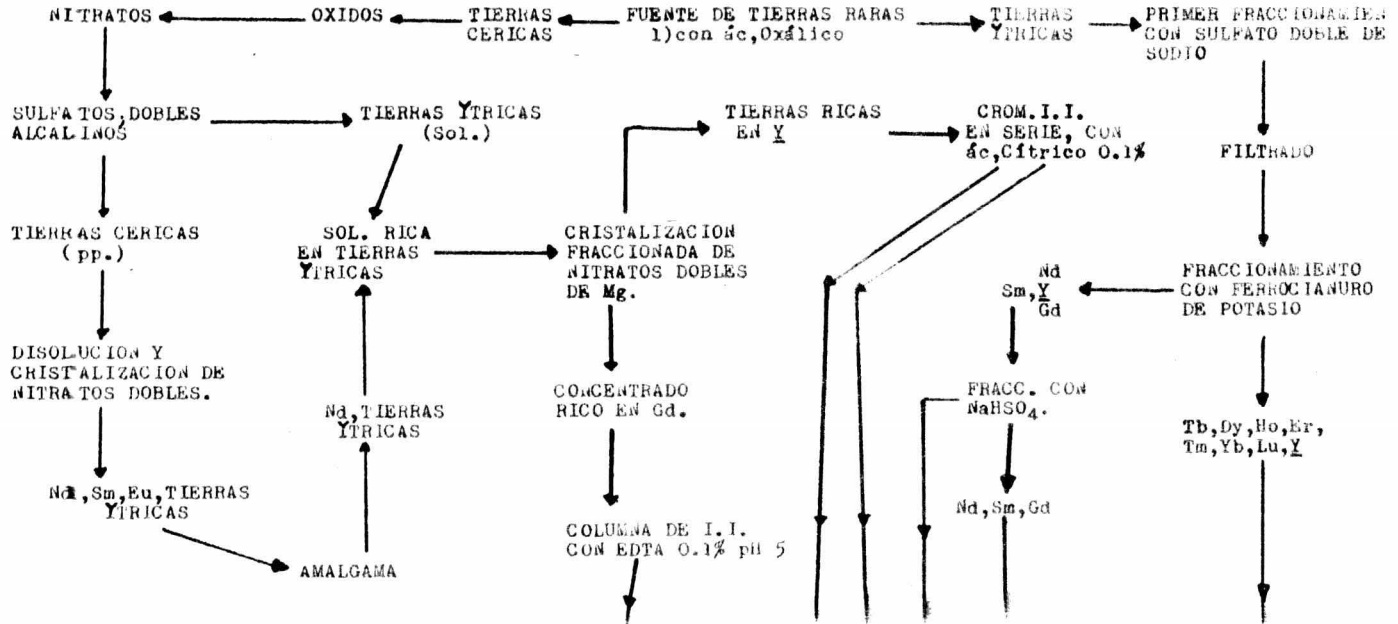 NITRATOS
OXIDOS
TIERRAS
CERICAS
FUENTE DE TIERRAS RARAS
1)con ác,Oxálico
TIERRAS
YTRICAS
PRIMER FRACCIONAMIEN
CON SULFATO DOBLE DE
SODIO
SULFATOS,DOBLES
ALCALINOS
TIERRAS YTRICAS
(Sol.)
TIERRAS RICAS
EN Y
CROM.I.I.
EN SERIE, CON
ác,Cítrico 0.1%
FILTRADO
TIERRAS CERICAS
(pp.)
SOL. RICA
EN TIERRAS
YTRICAS
CRISTALIZACION
FRACCIONADA DE
NITRATOS DOBLES
DE Mg.
Nd
Sm,Y
Gd
FRACCIONAMIENTO
CON FERROCIANURO
DE POTASIO
DISOLUCION Y
CRISTALIZACION DE
NITRATOS DOBLES.
Nd,TIERRAS
YTRICAS
CONCENTRADO
RICO EN Gd.
FRACC. CON
NaHSO4.
Tb,Dy,Ho,Er,
Tm,Yb,Lu,Y
Nd,Sm,Eu,TIERRAS
YTRICAS
AMALGAMA
COLUMNA DE I.I.
CON EDTA 0.1% pH 5
Nd,Sm,Gd